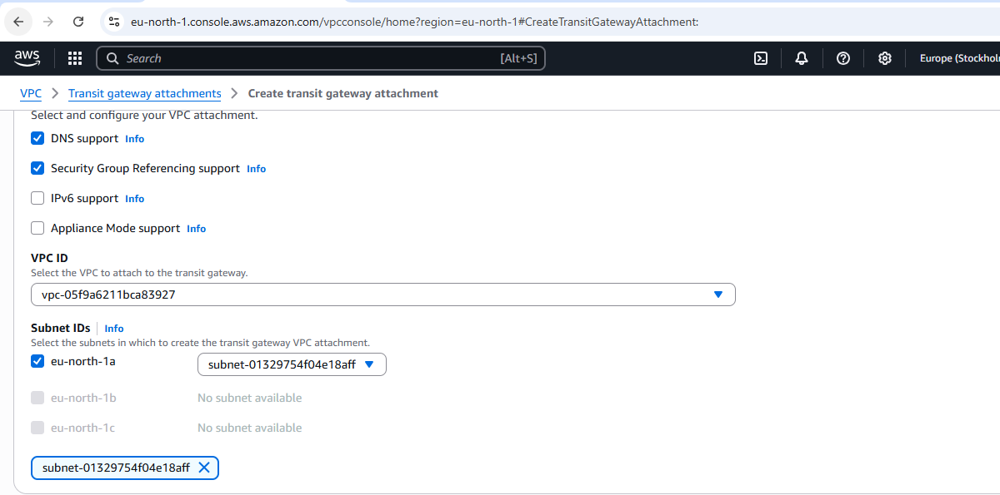 eu-north-1.console.aws.amazon.com/vpcconsole/home?region=eu-north-1#CreateTransitGatewayAttachment:
aws Search [Alt+S] Europe (Stockhol
VPC > Transit gateway attachments > Create transit gateway attachment
Select and configure your VPC attachment.
DNS support Info
Security Group Referencing support Info
IPv6 support Info
Appliance Mode support Info
VPC ID
Select the VPC to attach to the transit gateway.
vpc-05f9a6211bca83927
Subnet IDs Info
Select the subnets in which to create the transit gateway VPC attachment.
eu-north-1a subnet-01329754f04e18aff
eu-north-1b No subnet available
eu-north-1c No subnet available
subnet-01329754f04e18aff